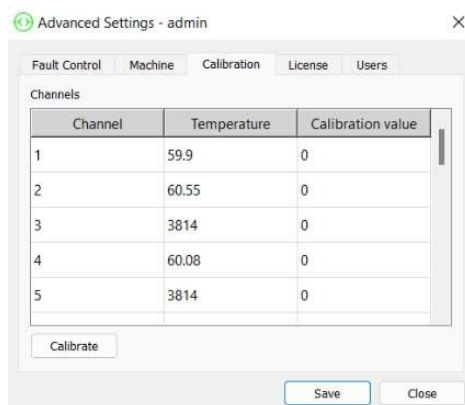 Advanced Settings - admin
Fault Control Machine Calibration License Users
Channels
Channel Temperature Calibration value
1 59.9 0
2 60.55 0
3 3814 0
4 60.08 0
5 3814 0
Calibrate
Save Close